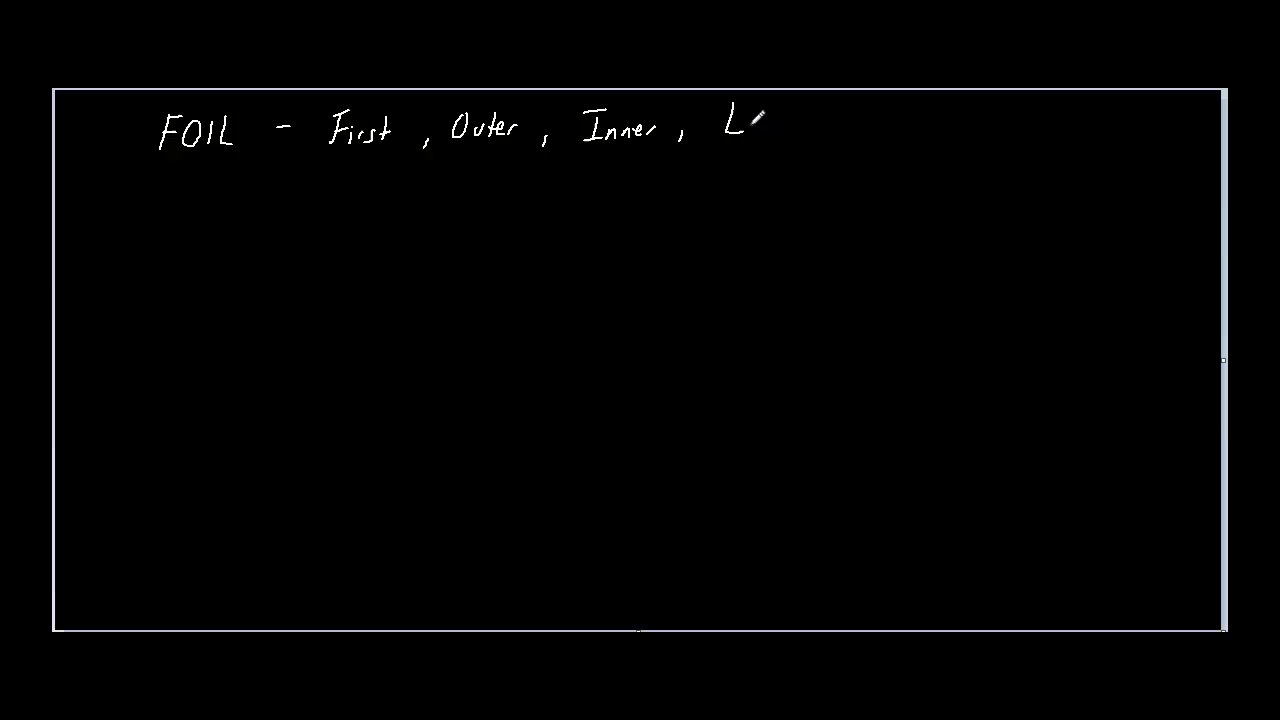 FOIL - First, Outer, Inner, L